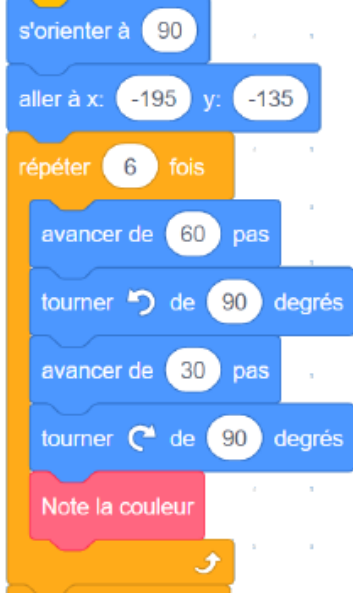 s'orienter à 90
aller à x: -195 y: -135
répéter 6 fois
avancer de 60 pas
tourner de 90 degrés
avancer de 30 pas
tourner de 90 degrés
Note la couleur